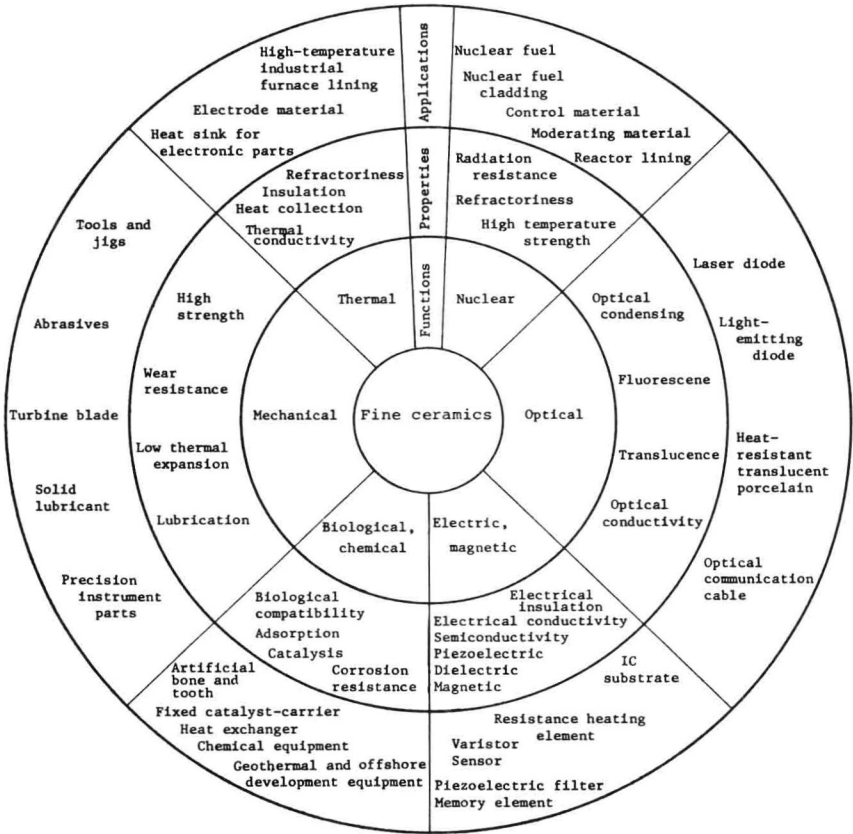 Applications
Properties
Functions
Fine ceramics
Thermal
Refractoriness
Insulation
Heat collection
Thermal
conductivity
High-temperature
industrial
furnace lining
Electrode material
Heat sink for
electronic parts
Nuclear
Radiation
resistance
Refractoriness
High temperature
strength
Nuclear fuel
Nuclear fuel
cladding
Control material
Moderating material
Reactor lining
Optical
Optical
condensing
Fluorescene
Translucence
Optical
conductivity
Laser diode
Light-
emitting
diode
Heat-
resistant
translucent
porcelain
Optical
communication
cable
Electric,
magnetic
Electrical
insulation
Electrical conductivity
Semiconductivity
Piezoelectric
Dielectric
Magnetic
IC
substrate
Resistance heating
element
Varistor
Sensor
Piezoelectric filter
Memory element
Biological,
chemical
Biological
compatibility
Adsorption
Catalysis
Corrosion
resistance
Artificial
bone and
tooth
Fixed catalyst-carrier
Heat exchanger
Chemical equipment
Geothermal and offshore
development equipment
Mechanical
High
strength
Wear
resistance
Low thermal
expansion
Lubrication
Tools and
jigs
Abrasives
Turbine blade
Solid
lubricant
Precision
instrument
parts